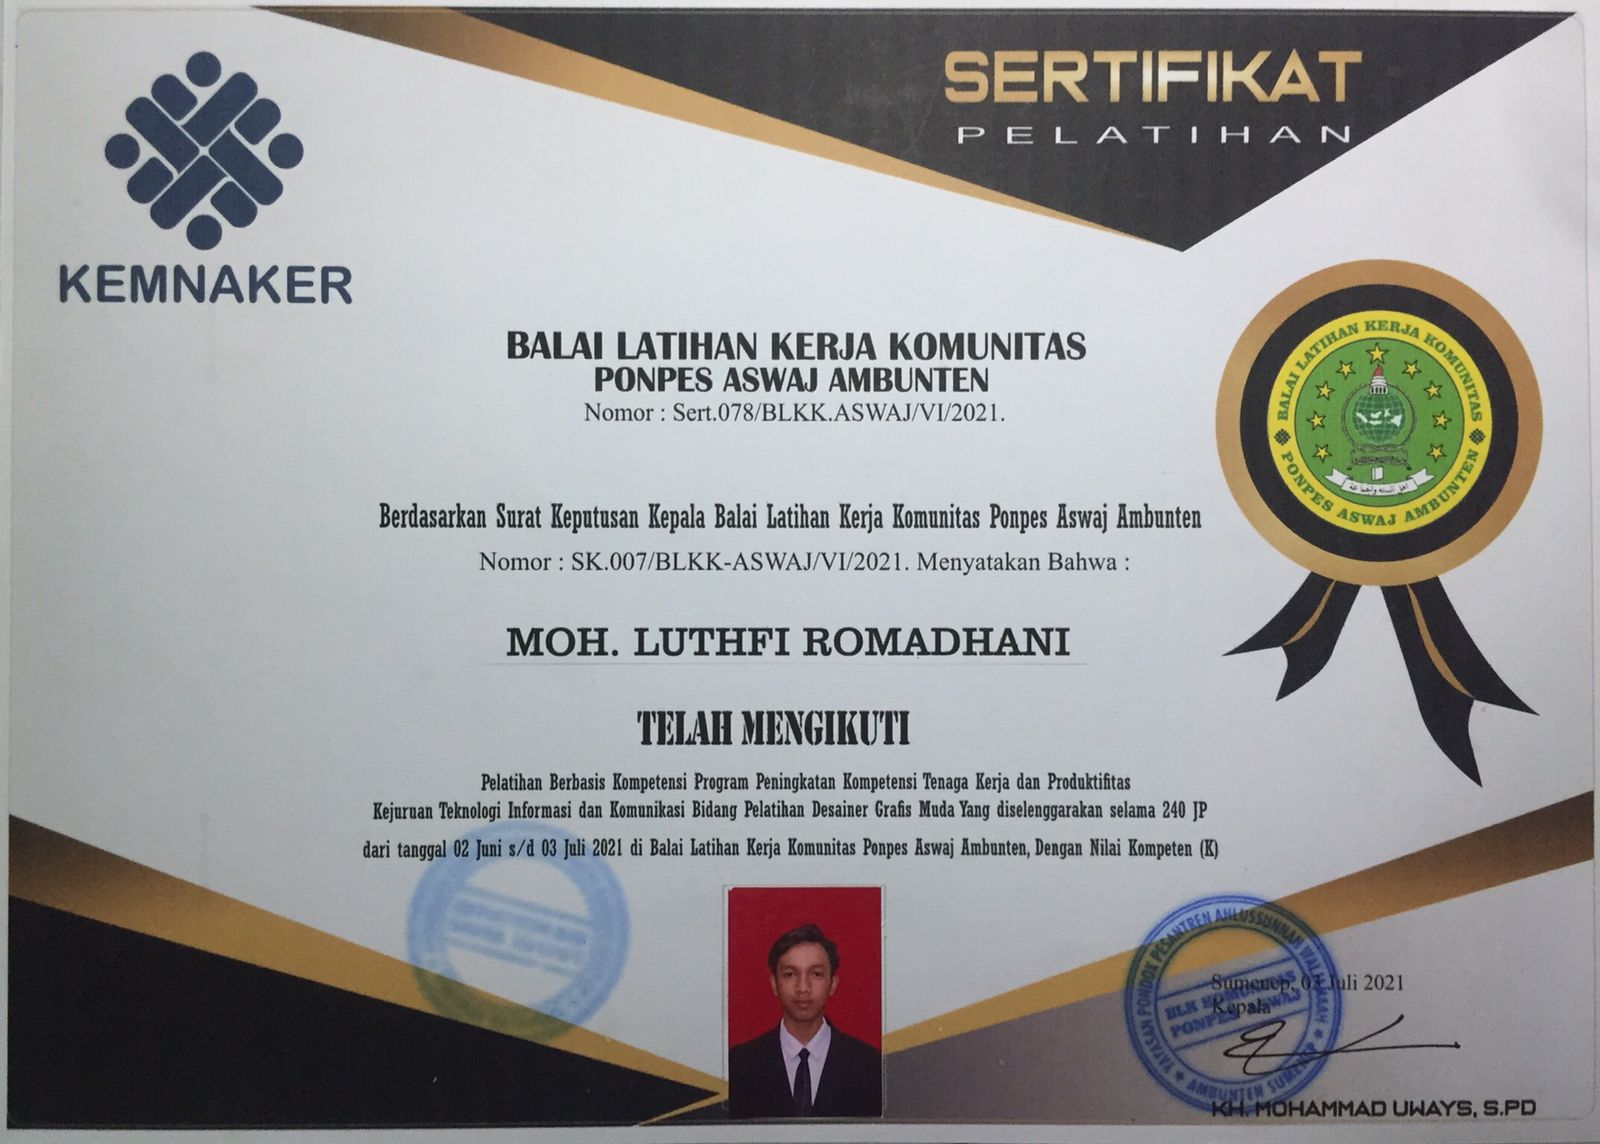 SERTIFIKAT
PELATIHAN
KEMNAKER
BALAI LATIHAN KERJA KOMUNITAS
PONPES ASWAJ AMBUNTEN
Nomor : Sert.078/BLKK.ASWAJ/VI/2021.
BALAI LATIHAN KERJA KOMUNITAS
PONPES ASWAJ AMBUNTEN
Berdasarkan Surat Keputusan Kepala Balai Latihan Kerja Komunitas Ponpes Aswaj Ambunten
Nomor : SK.007/BLKK-ASWAJ/VI/2021. Menyatakan Bahwa :
MOH. LUTHFI ROMADHANI
TELAH MENGIKUTI
Pelatihan Berbasis Kompetensi Program Peningkatan Kompetensi Tenaga Kerja dan Produktifitas
Kejuruan Teknologi Informasi dan Komunikasi Bidang Pelatihan Desainer Grafis Muda Yang diselenggarakan selama 240 JP
dari tanggal 02 Juni s/d 03 Juli 2021 di Balai Latihan Kerja Komunitas Ponpes Aswaj Ambunten, Dengan Nilai Kompeten (K)
YAYASAN PONDOK PESANTREN AHLUSSUNNAH WALJAMAAH
BLK KOMUNITAS
PONPES ASWAJ
AMBUNTEN SUMENEP
Sumenep, 03 Juli 2021
Kepala
KH. MOHAMMAD UWAYS, S.PD